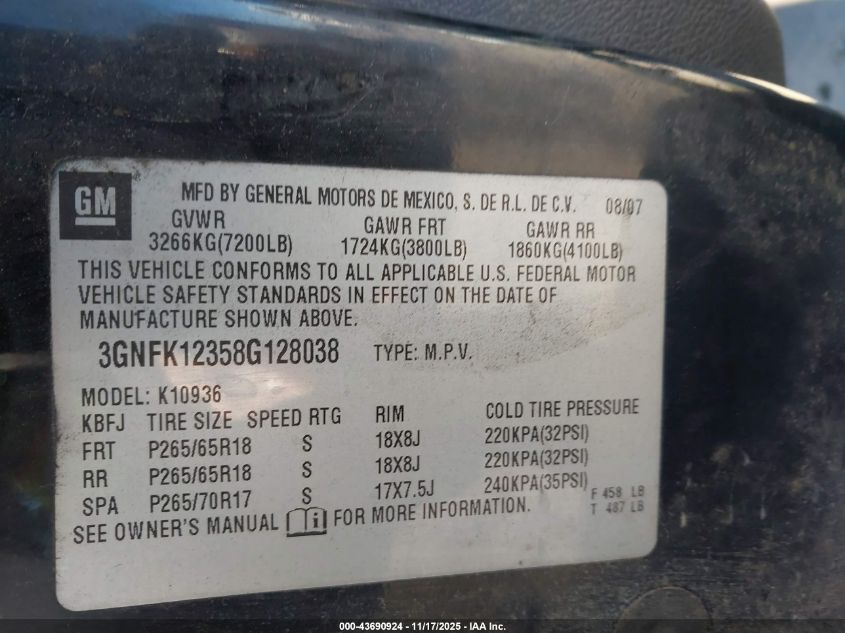 GM
MFD BY GENERAL MOTORS DE MEXICO, S. DE R.L. DE C.V. 08/07
GVWR GAWR FRT GAWR RR
3266KG(7200LB) 1724KG(3800LB) 1860KG(4100LB)
THIS VEHICLE CONFORMS TO ALL APPLICABLE U.S. FEDERAL MOTOR
VEHICLE SAFETY STANDARDS IN EFFECT ON THE DATE OF
MANUFACTURE SHOWN ABOVE.
3GNFK12358G128038 TYPE: M.P.V.
MODEL: K10936
KBFJ TIRE SIZE SPEED RTG RIM COLD TIRE PRESSURE
FRT P265/65R18 S 18X8J 220KPA(32PSI)
RR P265/65R18 S 18X8J 220KPA(32PSI)
SPA P265/70R17 S 17X7.5J 240KPA(35PSI)
F 458 LB
T 487 LB
SEE OWNER'S MANUAL i FOR MORE INFORMATION.
000-43690924 - 11/17/2025 - IAA Inc.